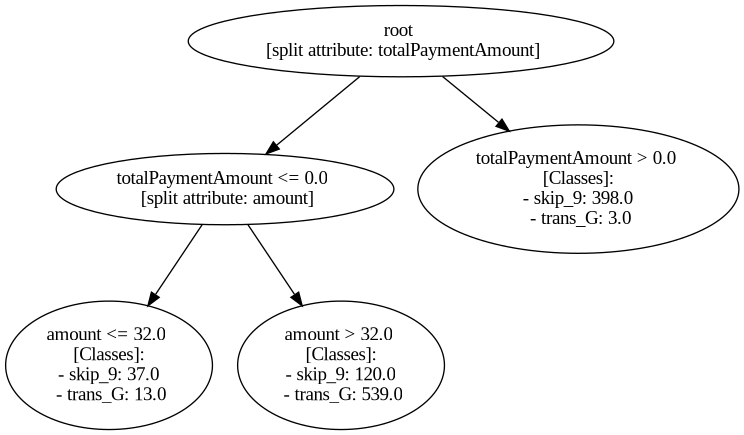 root
[split attribute: totalPaymentAmount]
totalPaymentAmount <= 0.0
[split attribute: amount]
totalPaymentAmount > 0.0
[Classes]:
- skip_9: 398.0
- trans_G: 3.0
amount <= 32.0
[Classes]:
- skip_9: 37.0
- trans_G: 13.0
amount > 32.0
[Classes]:
- skip_9: 120.0
- trans_G: 539.0